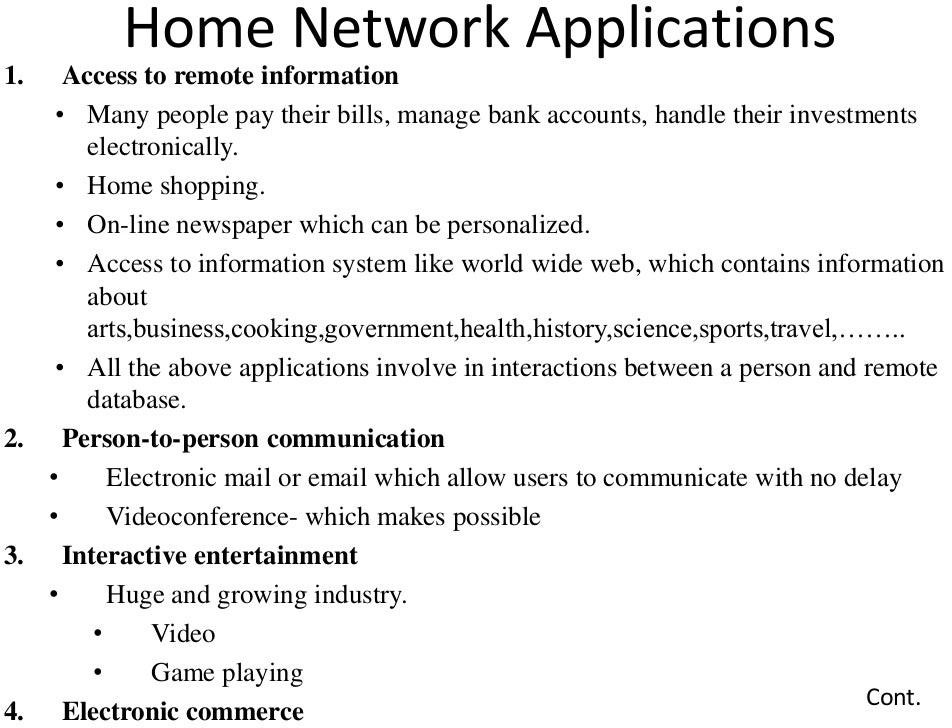 Home Network Applications
1. Access to remote information
• Many people pay their bills, manage bank accounts, handle their investments
electronically.
• Home shopping.
• On-line newspaper which can be personalized.
• Access to information system like world wide web, which contains information
about
arts,business,cooking,government,health,history,science,sports,travel,……..
• All the above applications involve in interactions between a person and remote
database.
2. Person-to-person communication
• Electronic mail or email which allow users to communicate with no delay
• Videoconference- which makes possible
3. Interactive entertainment
• Huge and growing industry.
• Video
• Game playing
4. Electronic commerce
Cont.